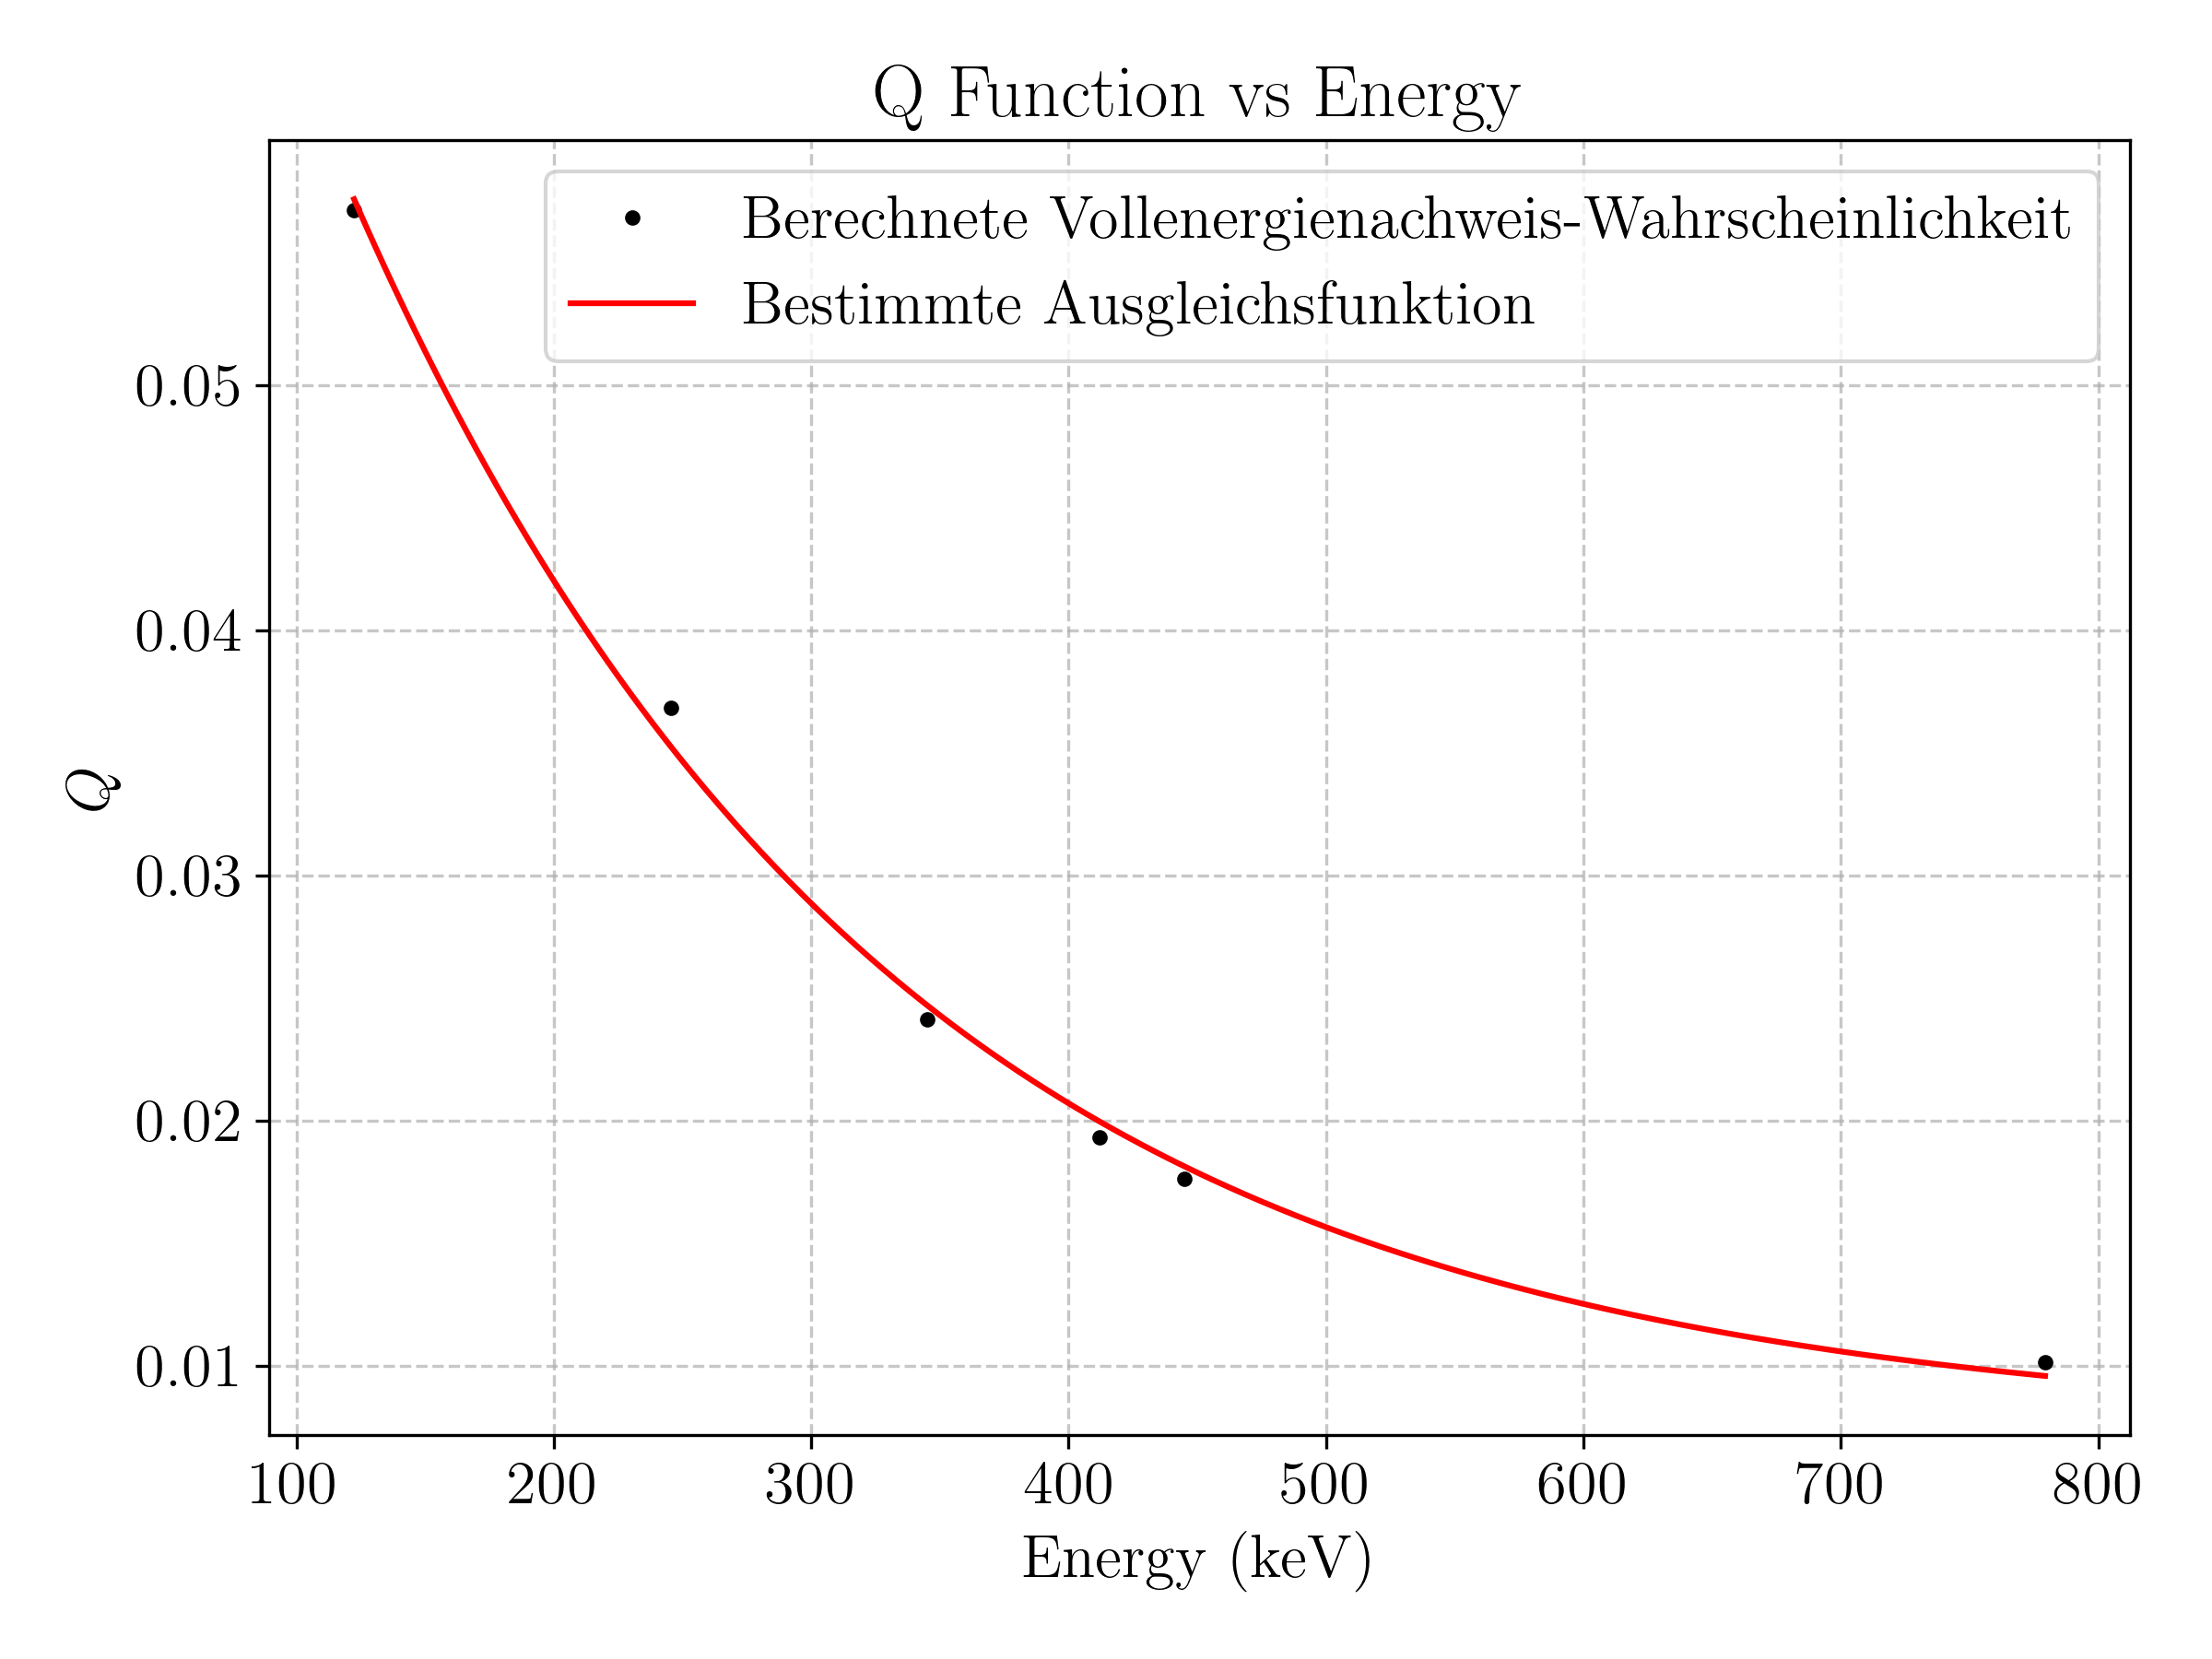 Q Function vs Energy
Berechnete Vollenergienachweis-Wahrscheinlichkeit
Bestimmte Ausgleichsfunktion
0.05
0.04
0.03
0.02
0.01
Q
100 200 300 400 500 600 700 800
Energy (keV)